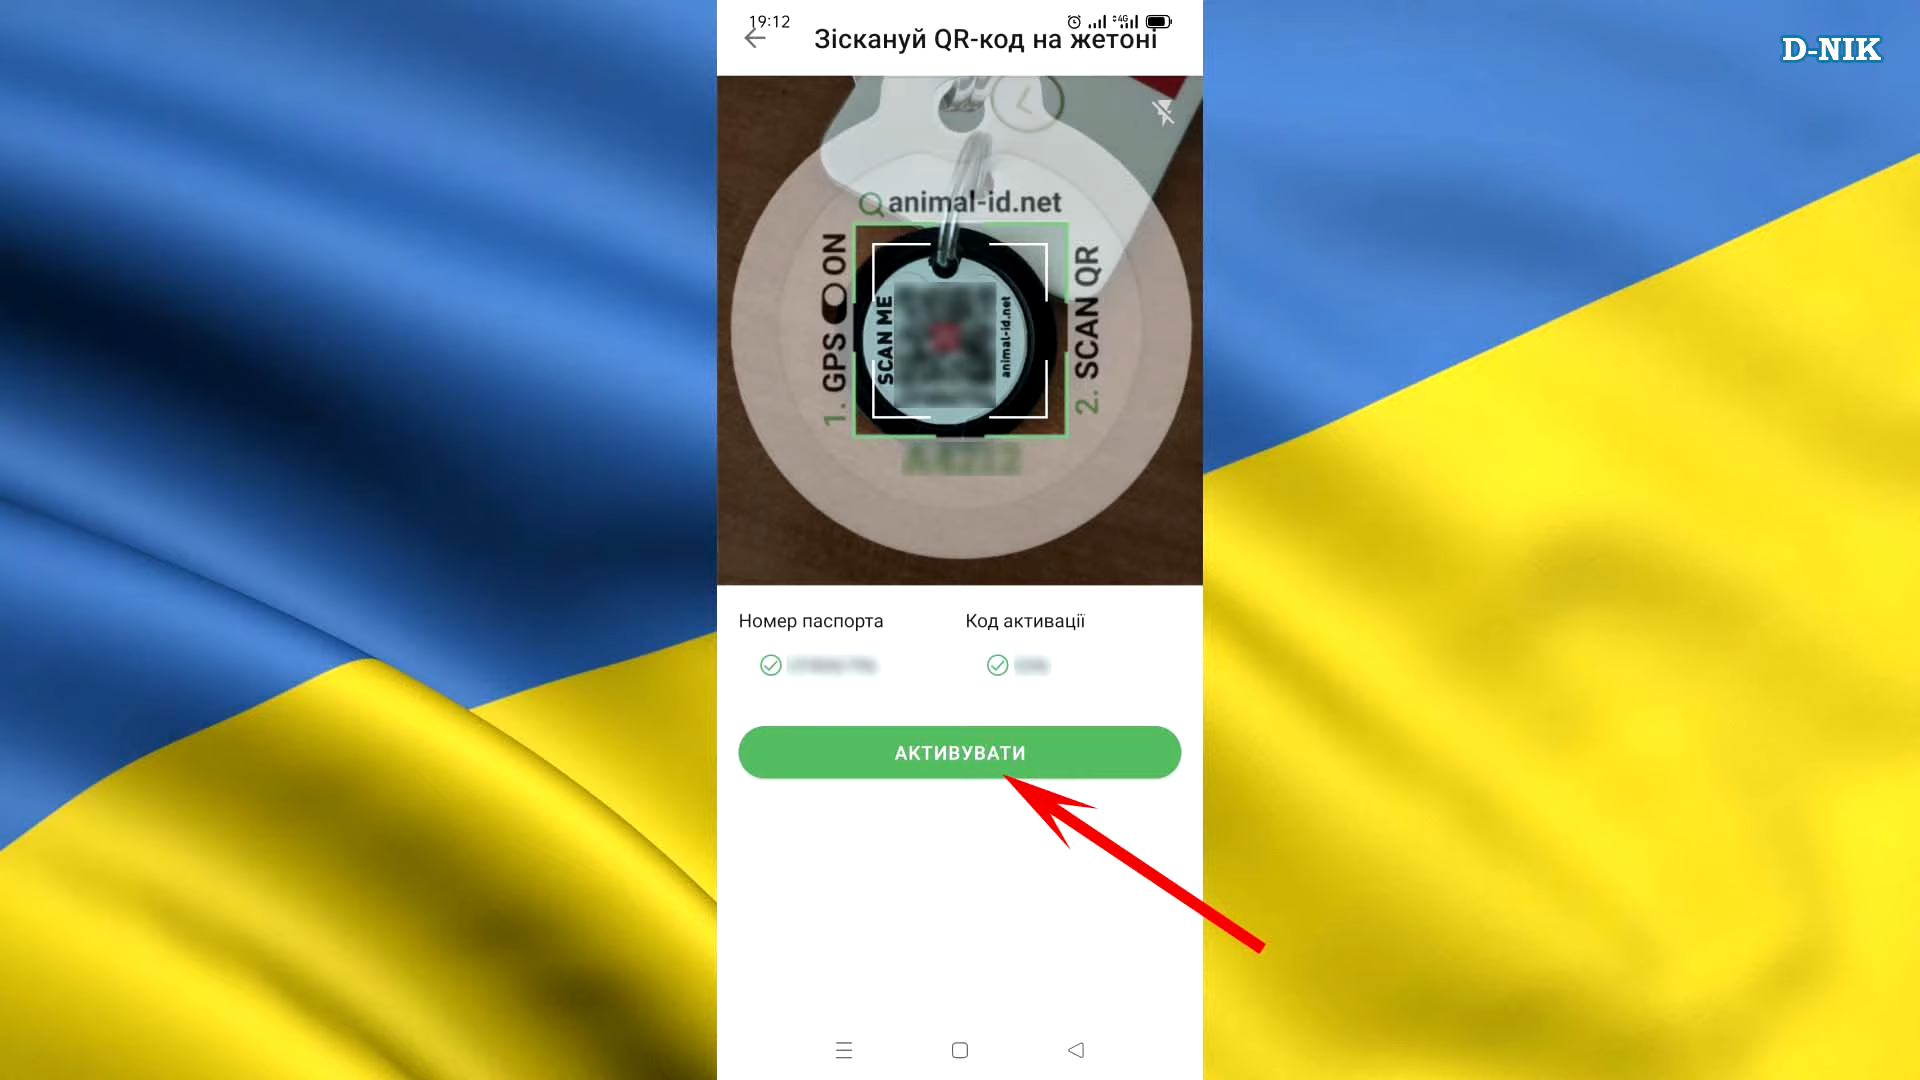 D-NIK
19:12
4G
Зіскануй QR-код на жетоні
animal-id.net
1. GPS ON
SCAN ME
animal-id.net
2. SCAN QR
Номер паспорта
Код активації
АКТИВУВАТИ